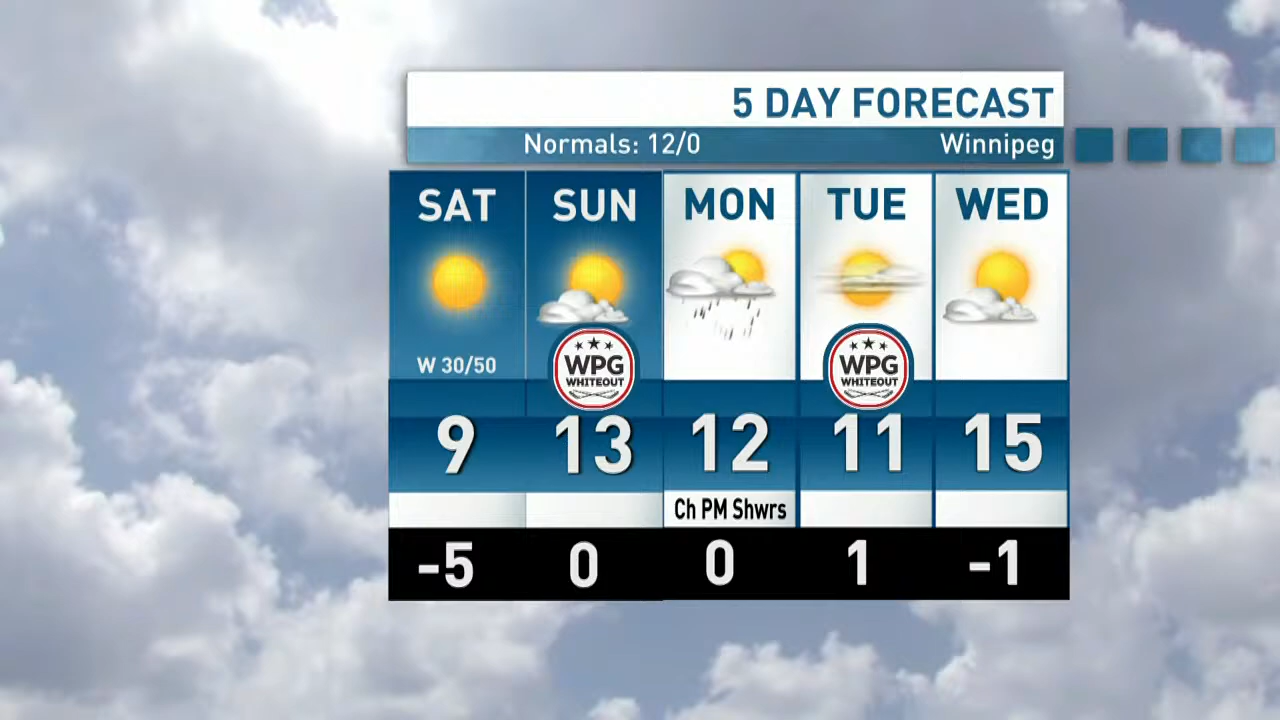 5 DAY FORECAST
Normals: 12/0 Winnipeg
SAT SUN MON TUE WED
W 30/50
WPG
WHITEOUT
WPG
WHITEOUT
9 13 12 11 15
Ch PM Shwrs
-5 0 0 1 -1